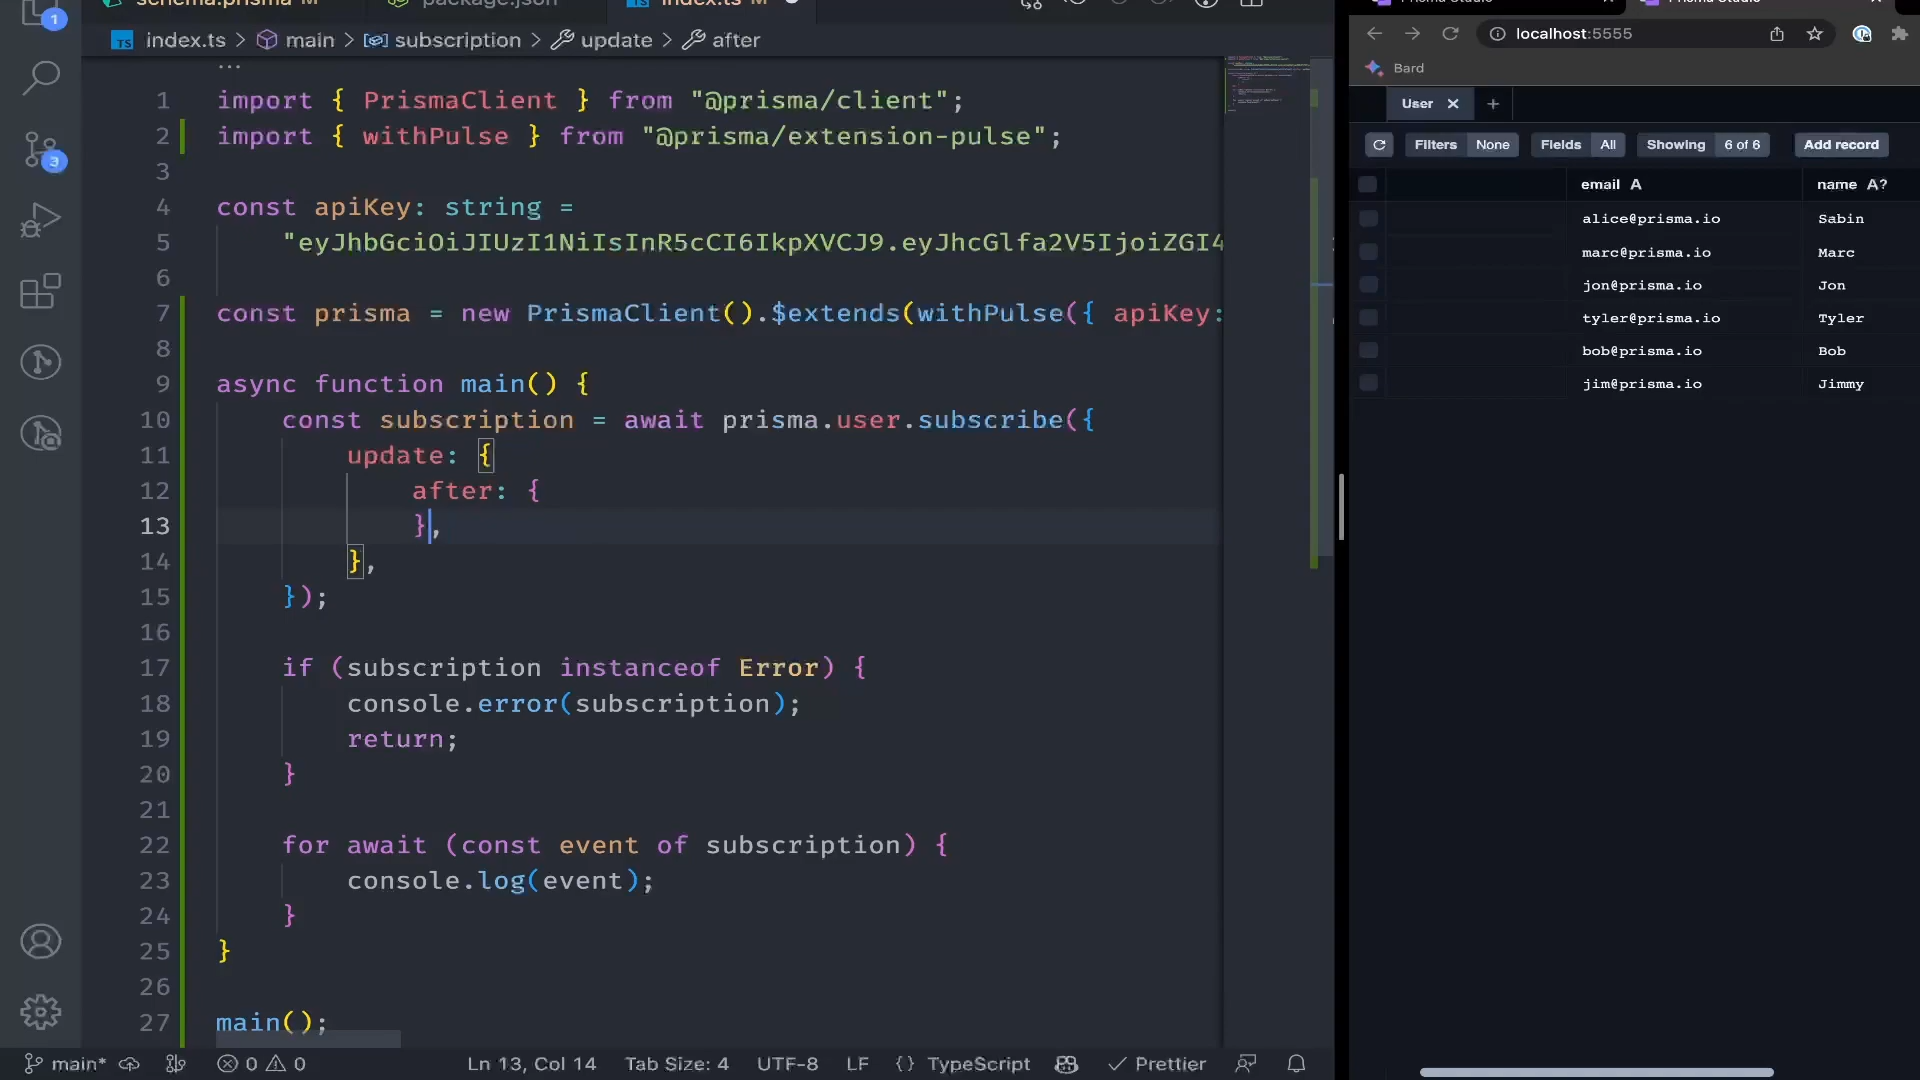 schema.prisma M package.json index.ts M
index.ts > main > subscription > update > after
...
1 import { PrismaClient } from "@prisma/client";
2 import { withPulse } from "@prisma/extension-pulse";
3
4 const apiKey: string =
5 "eyJhbGciOiJIUzI1NiIsInR5cCI6IkpXVCJ9.eyJhcGlfa2V5IjoiZGI4
6
7 const prisma = new PrismaClient().$extends(withPulse({ apiKey:
8
9 async function main() {
10 const subscription = await prisma.user.subscribe({
11 update: {
12 after: {
13 },
14 },
15 });
16
17 if (subscription instanceof Error) {
18 console.error(subscription);
19 return;
20 }
21
22 for await (const event of subscription) {
23 console.log(event);
24 }
25 }
26
27 main();
1
3
main* 0 0 Ln 13, Col 14 Tab Size: 4 UTF-8 LF {} TypeScript Prettier
Prisma Studio Prisma Studio
localhost:5555
Bard
User
Filters None Fields All Showing 6 of 6 Add record
email A name A?
alice@prisma.io Sabin
marc@prisma.io Marc
jon@prisma.io Jon
tyler@prisma.io Tyler
bob@prisma.io Bob
jim@prisma.io Jimmy